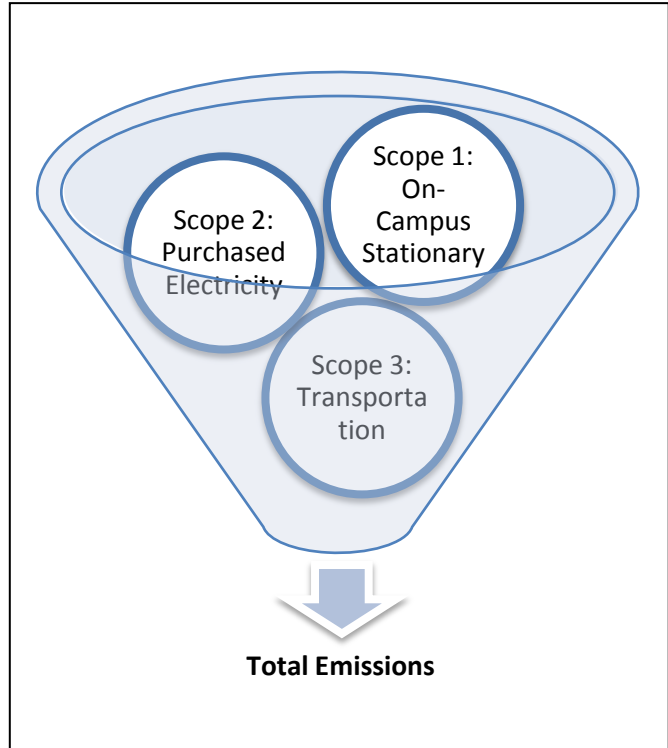 Scope 1:
On-
Campus
Stationary
Scope 2:
Purchased
Electricity
Scope 3:
Transporta
tion
Total Emissions